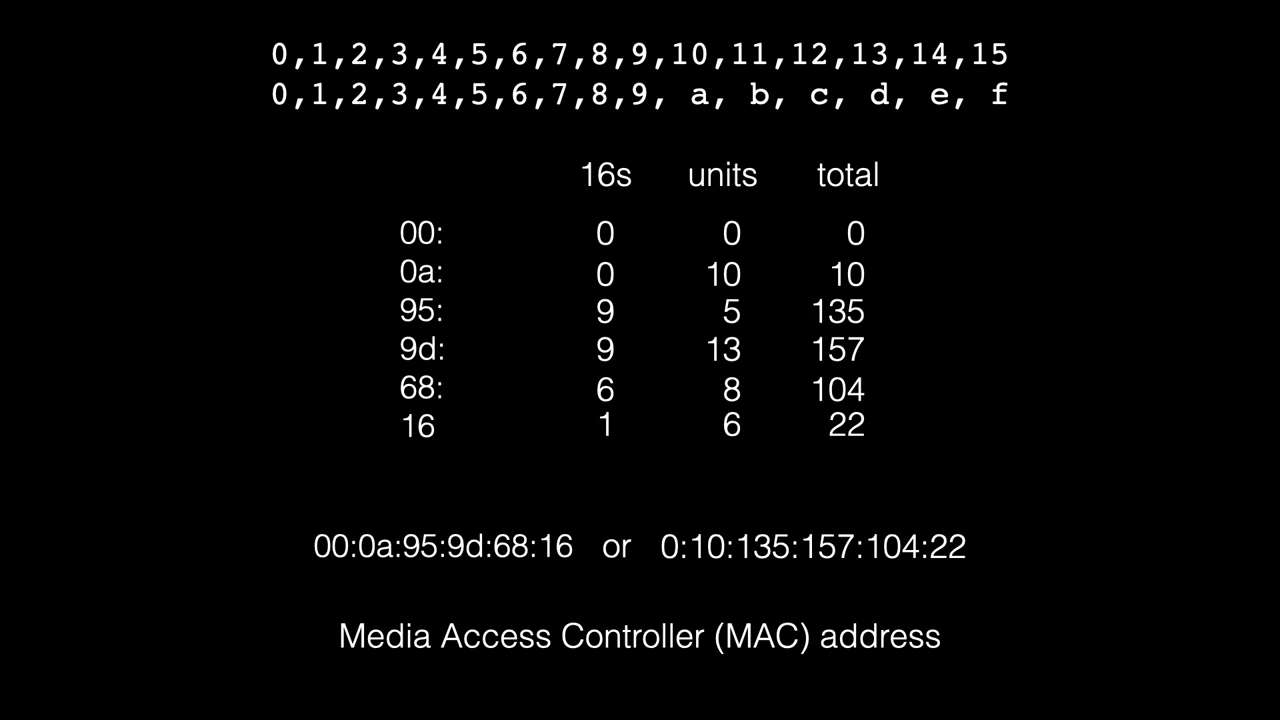 0,1,2,3,4,5,6,7,8,9,10,11,12,13,14,15
0,1,2,3,4,5,6,7,8,9, a, b, c, d, e, f
16s units total
00: 0 0 0
0a: 0 10 10
95: 9 5 135
9d: 9 13 157
68: 6 8 104
16 1 6 22
00:0a:95:9d:68:16 or 0:10:135:157:104:22
Media Access Controller (MAC) address